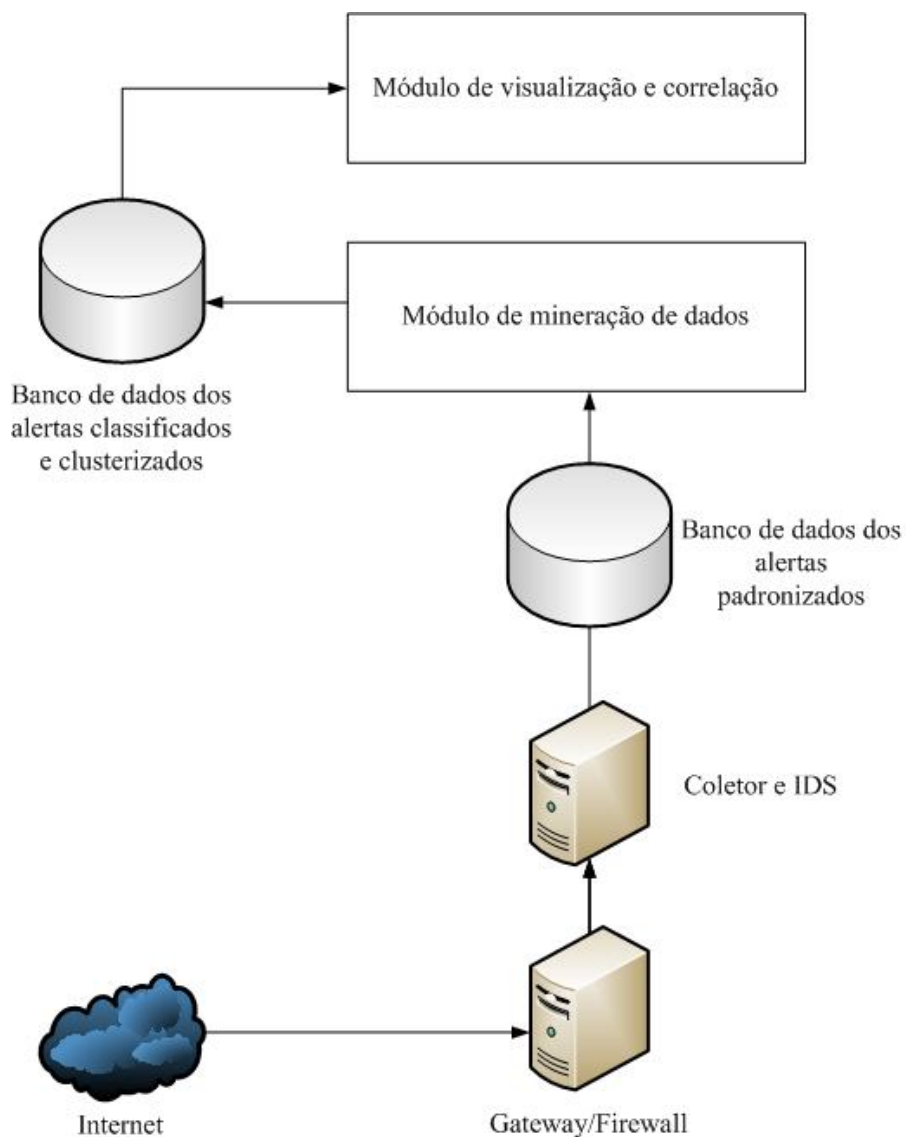 Módulo de visualização e correlação
Módulo de mineração de dados
Banco de dados dos
alertas classificados
e clusterizados
Banco de dados dos
alertas
padronizados
Coletor e IDS
Internet
Gateway/Firewall